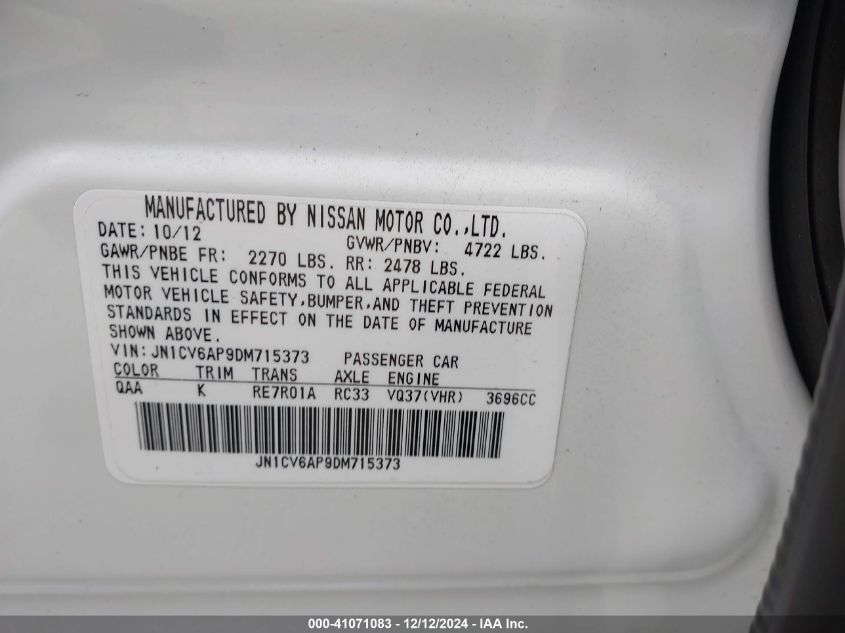 MANUFACTURED BY NISSAN MOTOR CO.,LTD.
DATE: 10/12 GVWR/PNBV: 4722 LBS.
GAWR/PNBE FR: 2270 LBS. RR: 2478 LBS.
THIS VEHICLE CONFORMS TO ALL APPLICABLE FEDERAL
MOTOR VEHICLE SAFETY,BUMPER,AND THEFT PREVENTION
STANDARDS IN EFFECT ON THE DATE OF MANUFACTURE
SHOWN ABOVE.
VIN: JN1CV6AP9DM715373 PASSENGER CAR
COLOR TRIM TRANS AXLE ENGINE
QAA K RE7R01A RC33 VQ37(VHR) 3696CC
JN1CV6AP9DM715373
000-41071083 - 12/12/2024 - IAA Inc.